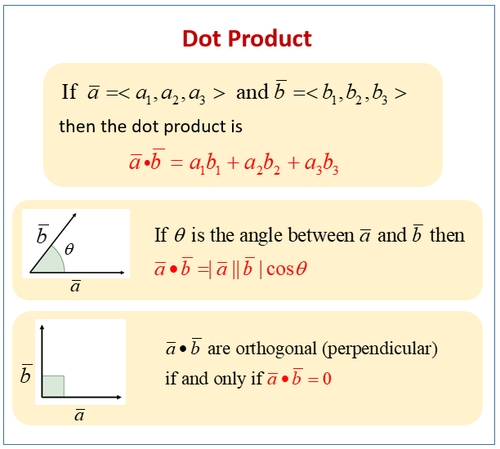 Dot Product
If a̅ =< a₁, a₂, a₃ > and b̅ =< b₁, b₂, b₃ >
then the dot product is
a̅•b̅ = a₁b₁ + a₂b₂ + a₃b₃
b̅
θ
a̅
If θ is the angle between a̅ and b̅ then
a̅ • b̅ =| a̅ || b̅ | cosθ
b̅
a̅
a̅ • b̅ are orthogonal (perpendicular)
if and only if a̅ • b̅ = 0